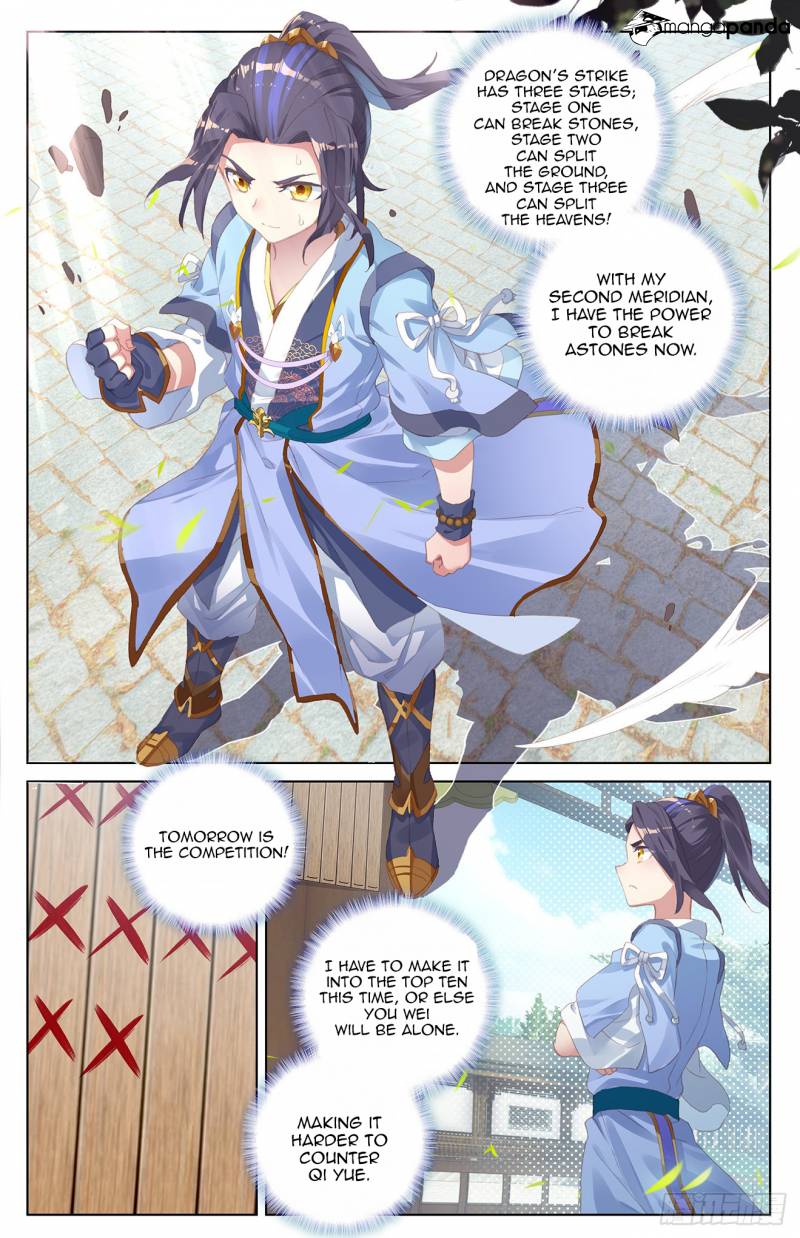 mangapanda
DRAGON'S STRIKE
HAS THREE STAGES;
STAGE ONE
CAN BREAK STONES,
STAGE TWO
CAN SPLIT
THE GROUND,
AND STAGE THREE
CAN SPLIT
THE HEAVENS!
WITH MY
SECOND MERIDIAN,
I HAVE THE POWER
TO BREAK
ASTONES NOW.
TOMORROW IS
THE COMPETITION!
I HAVE TO MAKE IT
INTO THE TOP TEN
THIS TIME, OR ELSE
YOU WEI
WILL BE ALONE.
MAKING IT
HARDER TO
COUNTER
QI YUE.